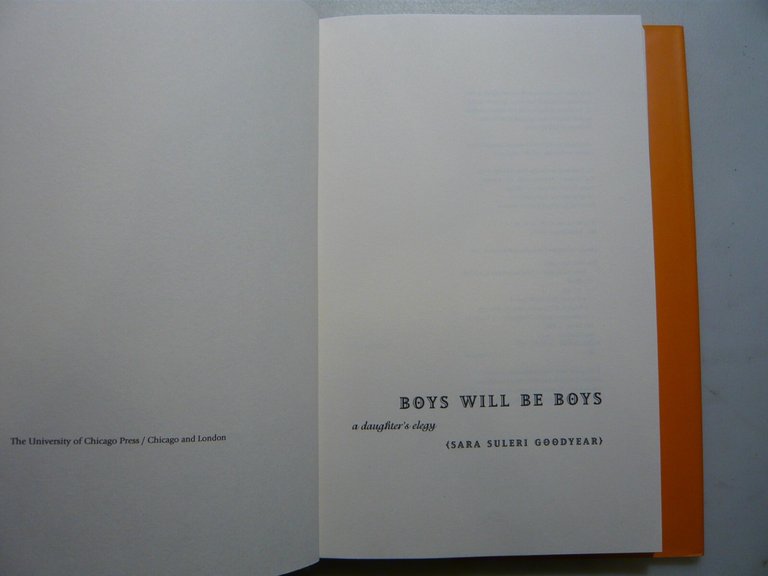 The University of Chicago Press / Chicago and London
BOYS WILL BE BOYS
a daughter's elegy
{SARA SULERI GOODYEAR}